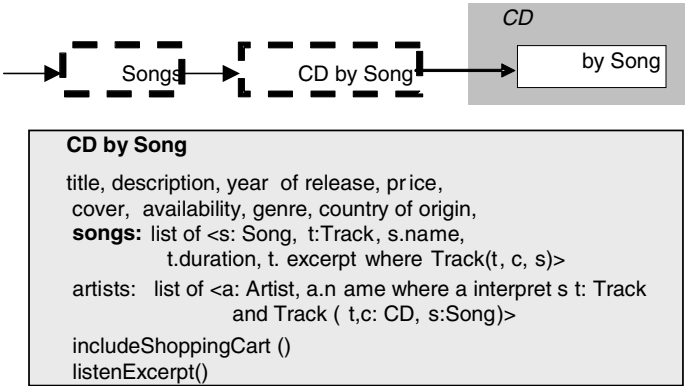 CD
Songs
CD by Song
by Song
CD by Song
title, description, year of release, price,
cover, availability, genre, country of origin,
songs: list of <s: Song, t:Track, s.name,
t.duration, t. excerpt where Track(t, c, s)>
artists: list of <a: Artist, a.n ame where a interpret s t: Track
and Track ( t,c: CD, s:Song)>
includeShoppingCart ()
listenExcerpt()